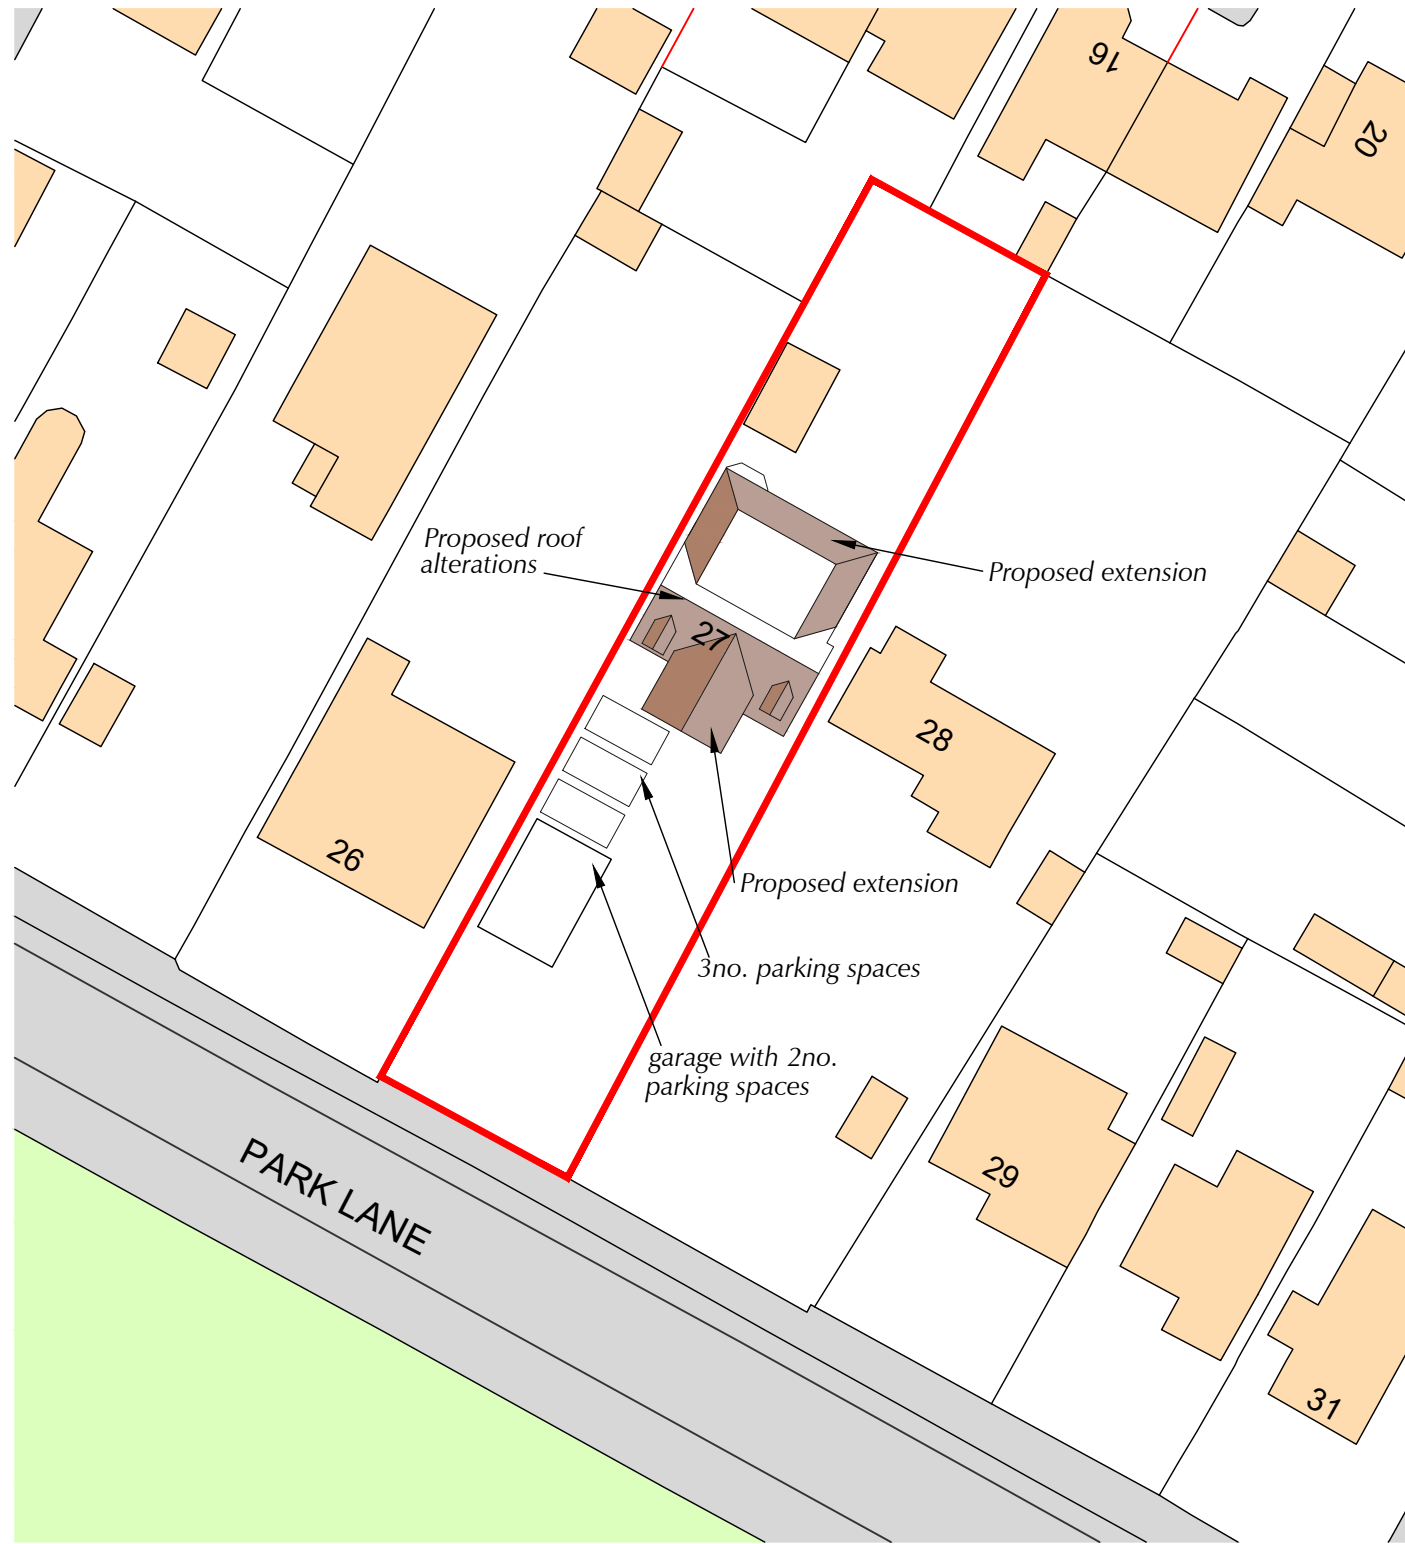 16
20
Proposed roof
alterations
Proposed extension
27
28
26
Proposed extension
3no. parking spaces
garage with 2no.
parking spaces
PARK LANE
29
31